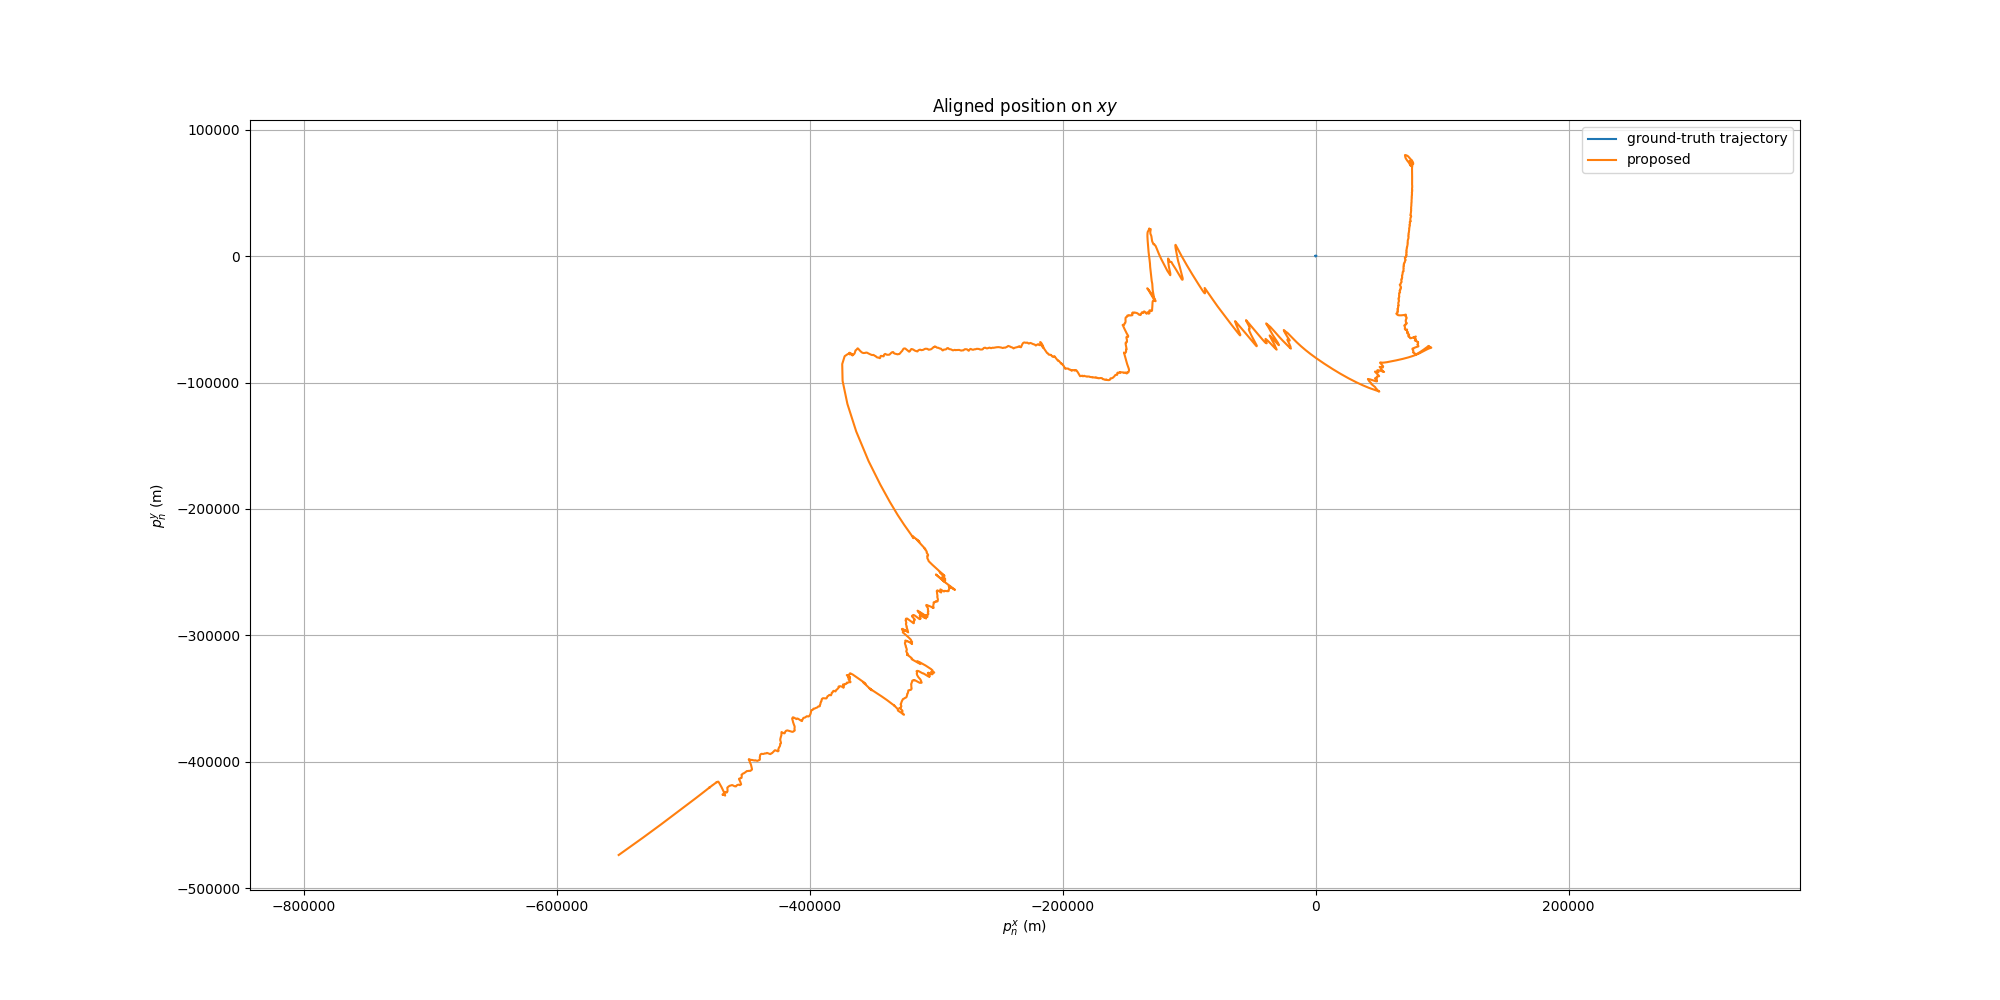 Aligned position on xy
ground-truth trajectory
proposed
100000
0
−100000
−200000
−300000
−400000
−500000
p_n^y (m)
−800000
−600000
−400000
−200000
0
200000
p_n^x (m)